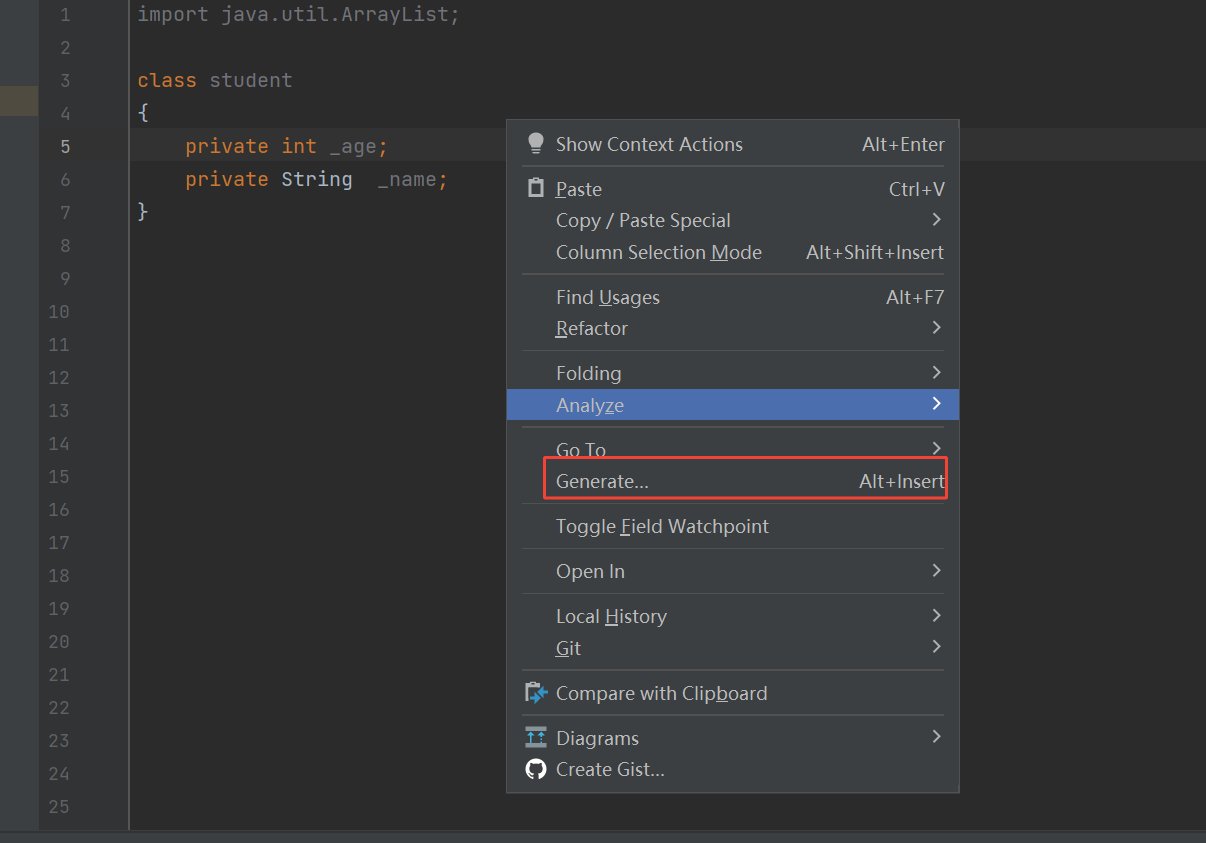 1 import java.util.ArrayList;
2
3 class student
4 {
5 private int _age;
6 private String _name;
7 }
8
9
10
11
12
13
14
15
16
17
18
19
20
21
22
23
24
25
Show Context Actions Alt+Enter
Paste Ctrl+V
Copy / Paste Special
Column Selection Mode Alt+Shift+Insert
Find Usages Alt+F7
Refactor
Folding
Analyze
Go To
Generate... Alt+Insert
Toggle Field Watchpoint
Open In
Local History
Git
Compare with Clipboard
Diagrams
Create Gist...